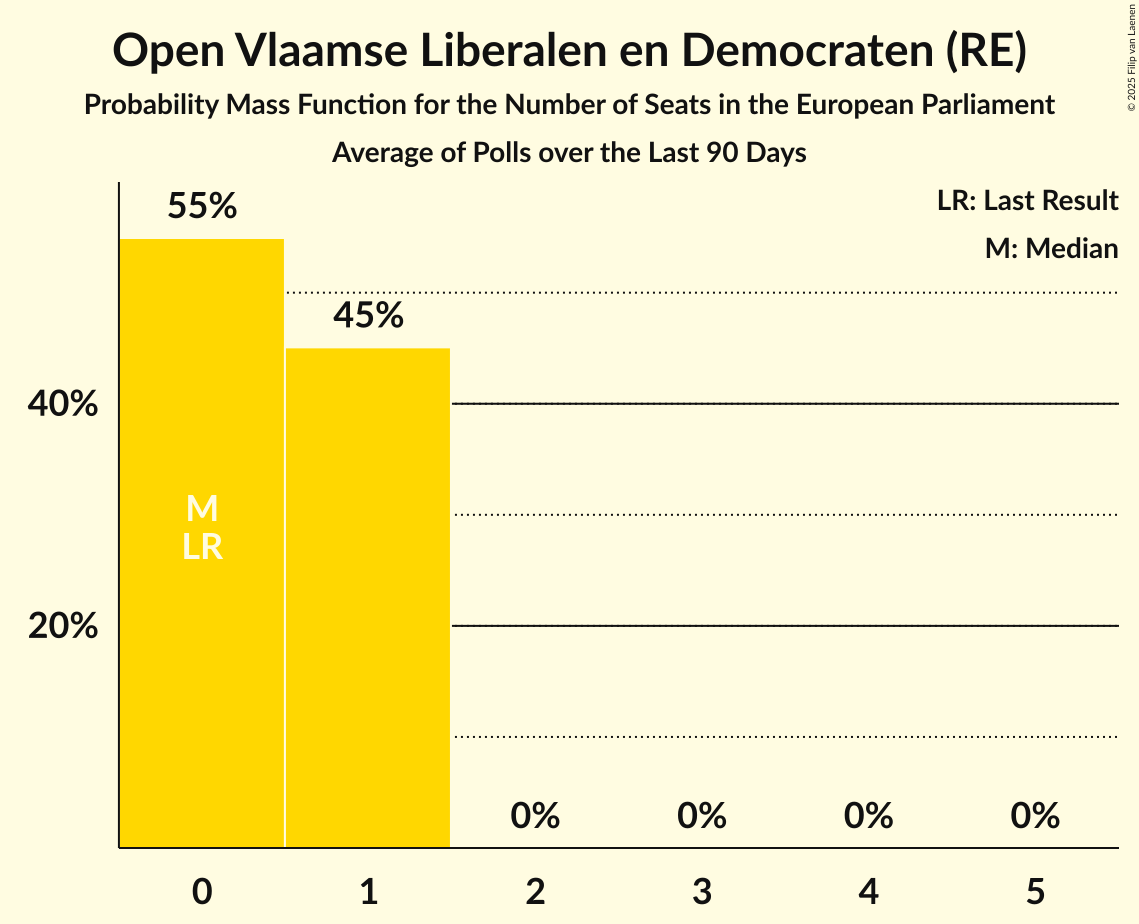 Open Vlaamse Liberalen en Democraten (RE)
Probability Mass Function for the Number of Seats in the European Parliament
Average of Polls over the Last 90 Days
© 2025 Filip van Laenen
LR: Last Result
M: Median
55%
45%
40%
20%
M
LR
0% 0% 0% 0%
0 1 2 3 4 5